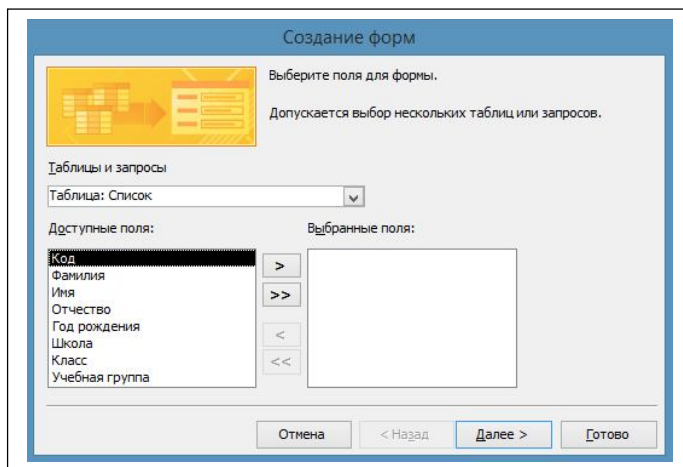 Создание форм
Выберите поля для формы.
Допускается выбор нескольких таблиц или запросов.
Таблицы и запросы
Таблица: Список
Доступные поля:
Выбранные поля:
Код
Фамилия
Имя
Отчество
Год рождения
Школа
Класс
Учебная группа
>
>>
<
<<
Отмена
< Назад
Далее >
Готово